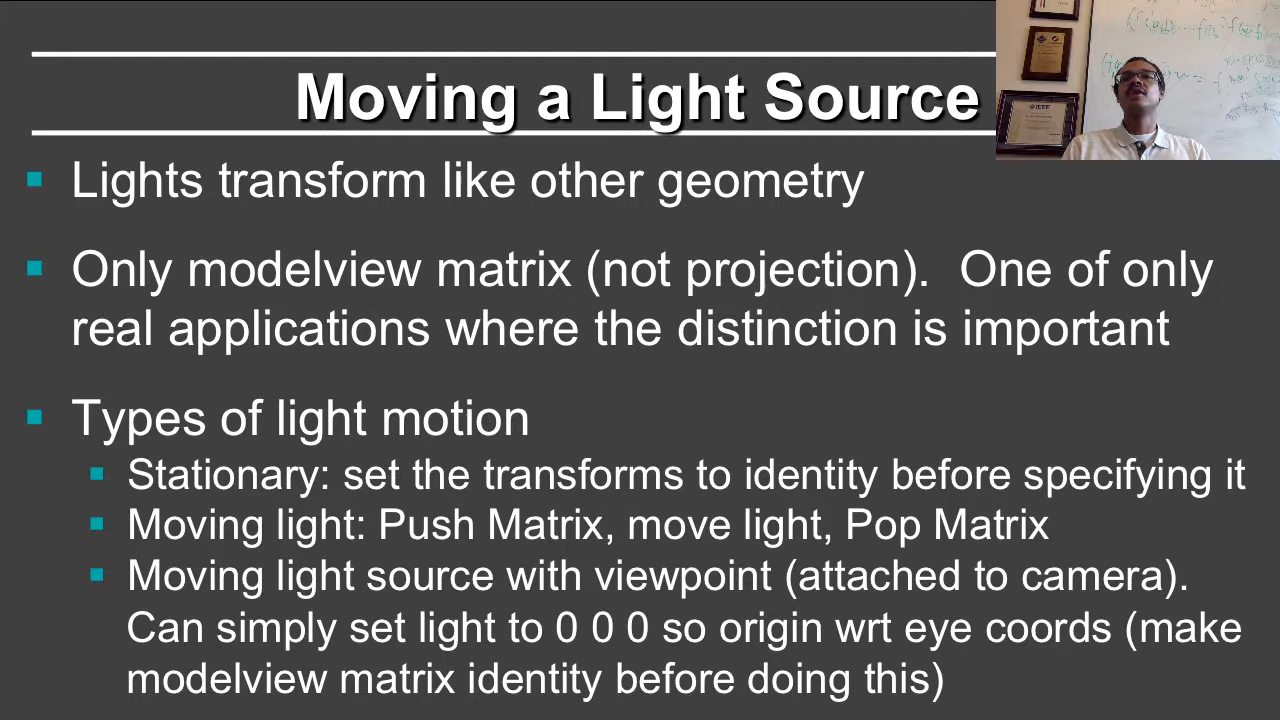 Moving a Light Source
Lights transform like other geometry
Only modelview matrix (not projection).  One of only
real applications where the distinction is important
Types of light motion
Stationary: set the transforms to identity before specifying it
Moving light: Push Matrix, move light, Pop Matrix
Moving light source with viewpoint (attached to camera).
Can simply set light to 0 0 0 so origin wrt eye coords (make
modelview matrix identity before doing this)
IEEE